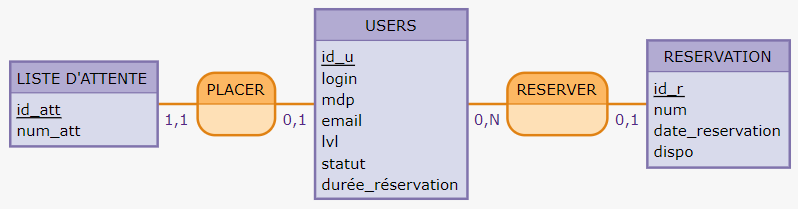 LISTE D'ATTENTE
id_att
num_att
PLACER
1,1
0,1
USERS
id_u
login
mdp
email
lvl
statut
durée_réservation
RESERVER
0,N
0,1
RESERVATION
id_r
num
date_reservation
dispo